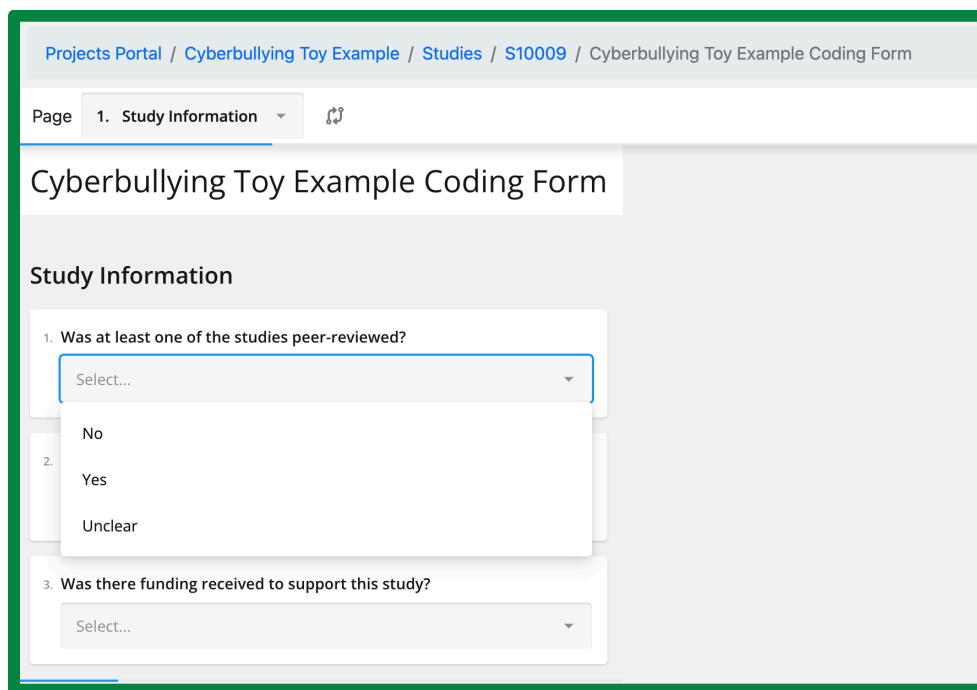 Projects Portal / Cyberbullying Toy Example / Studies / S10009 / Cyberbullying Toy Example Coding Form
Page 1. Study Information
Cyberbullying Toy Example Coding Form
Study Information
1. Was at least one of the studies peer-reviewed?
Select...
No
2.
Yes
Unclear
3. Was there funding received to support this study?
Select...